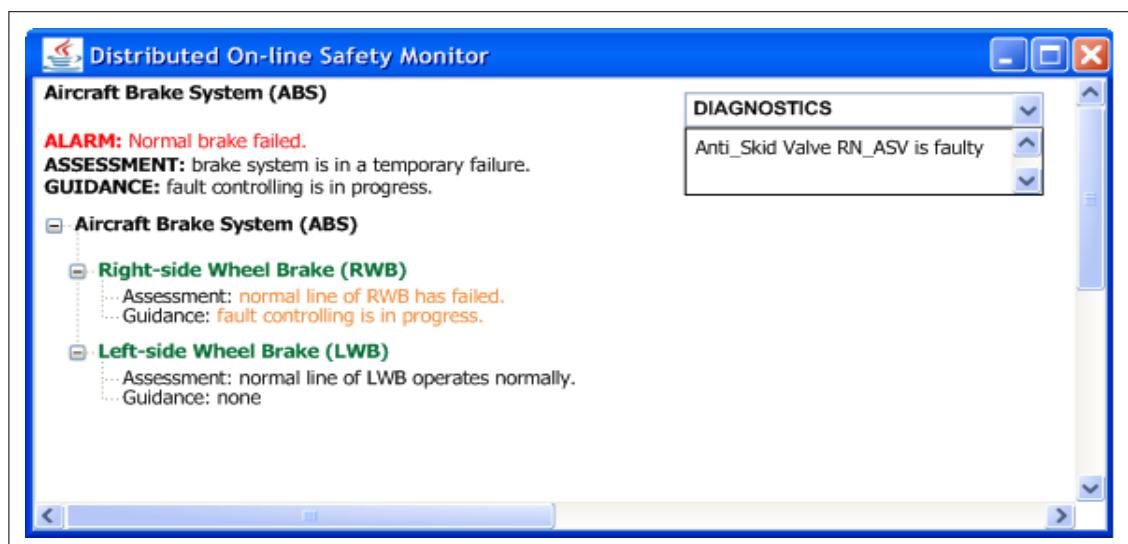 Distributed On-line Safety Monitor
Aircraft Brake System (ABS)
DIAGNOSTICS
ALARM: Normal brake failed.
Anti_Skid Valve RN_ASV is faulty
ASSESSMENT: brake system is in a temporary failure.
GUIDANCE: fault controlling is in progress.
Aircraft Brake System (ABS)
Right-side Wheel Brake (RWB)
Assessment: normal line of RWB has failed.
Guidance: fault controlling is in progress.
Left-side Wheel Brake (LWB)
Assessment: normal line of LWB operates normally.
Guidance: none